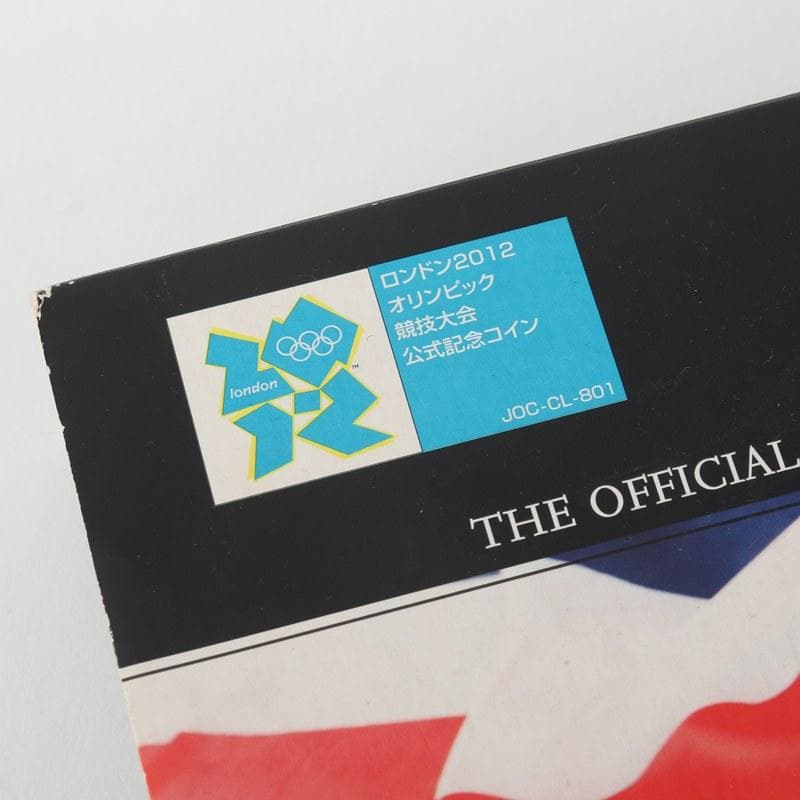 london
™
ロンドン2012
オリンピック
競技大会
公式記念コイン
JOC-CL-801
THE OFFICIAL